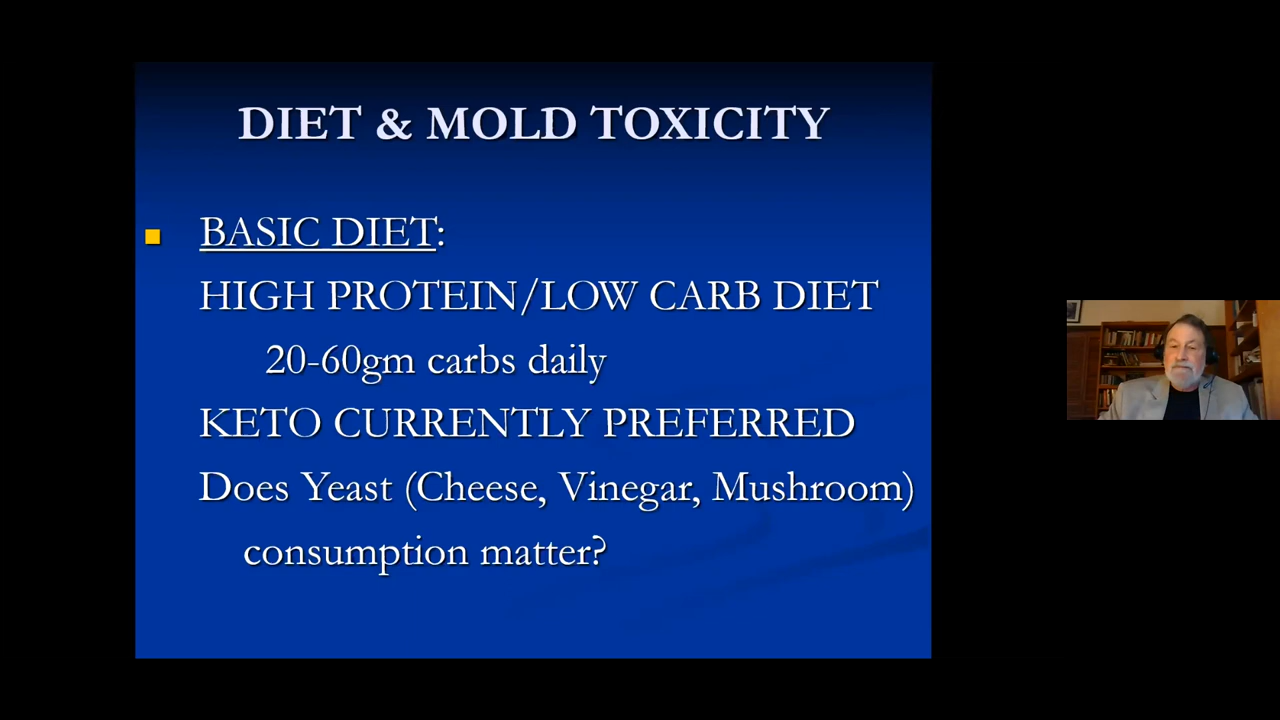 DIET & MOLD TOXICITY
BASIC DIET:
HIGH PROTEIN/LOW CARB DIET
20-60gm carbs daily
KETO CURRENTLY PREFERRED
Does Yeast (Cheese, Vinegar, Mushroom)
consumption matter?